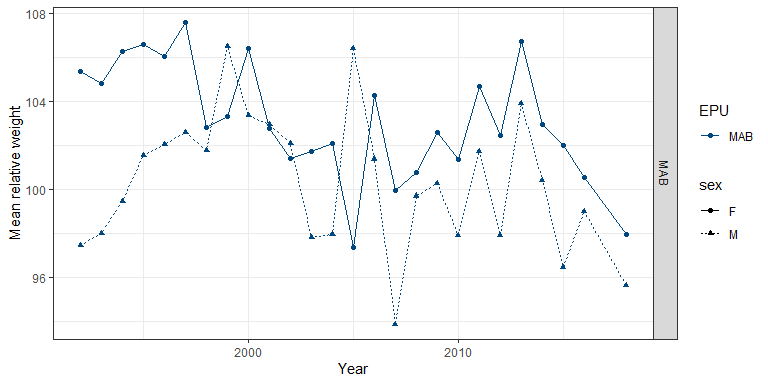 108
104
100
96
Mean relative weight
2000
2010
Year
MAB
EPU
MAB
sex
F
M